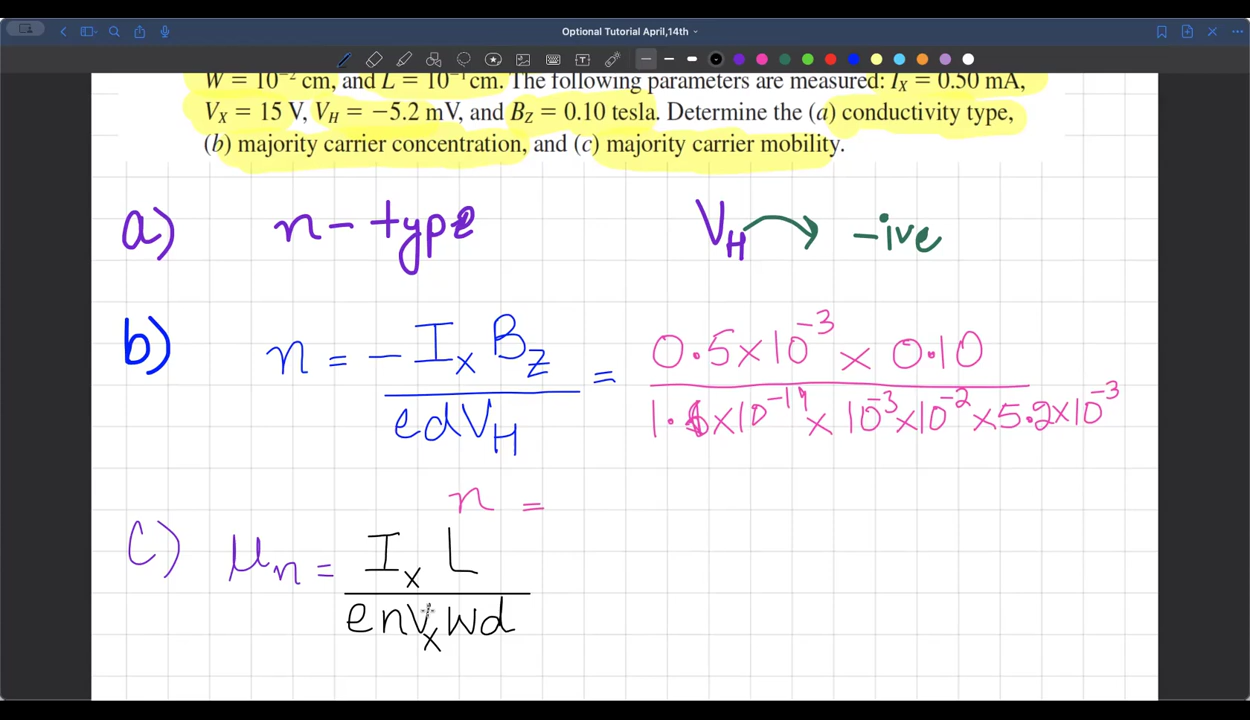 Optional Tutorial April,14th
W = 10⁻² cm, and L = 10⁻¹ cm. The following parameters are measured: Iₓ = 0.50 mA,
Vₓ = 15 V, V_H = −5.2 mV, and B_Z = 0.10 tesla. Determine the (a) conductivity type,
(b) majority carrier concentration, and (c) majority carrier mobility.
a) n - type V_H → -ive
b) n = - Iₓ B_z / edV_H = 0.5×10⁻³ × 0.10 / 1.6×10⁻¹⁹ × 10⁻³×10⁻²×5.2×10⁻³
n =
c) μₙ = Iₓ L / enVₓWd